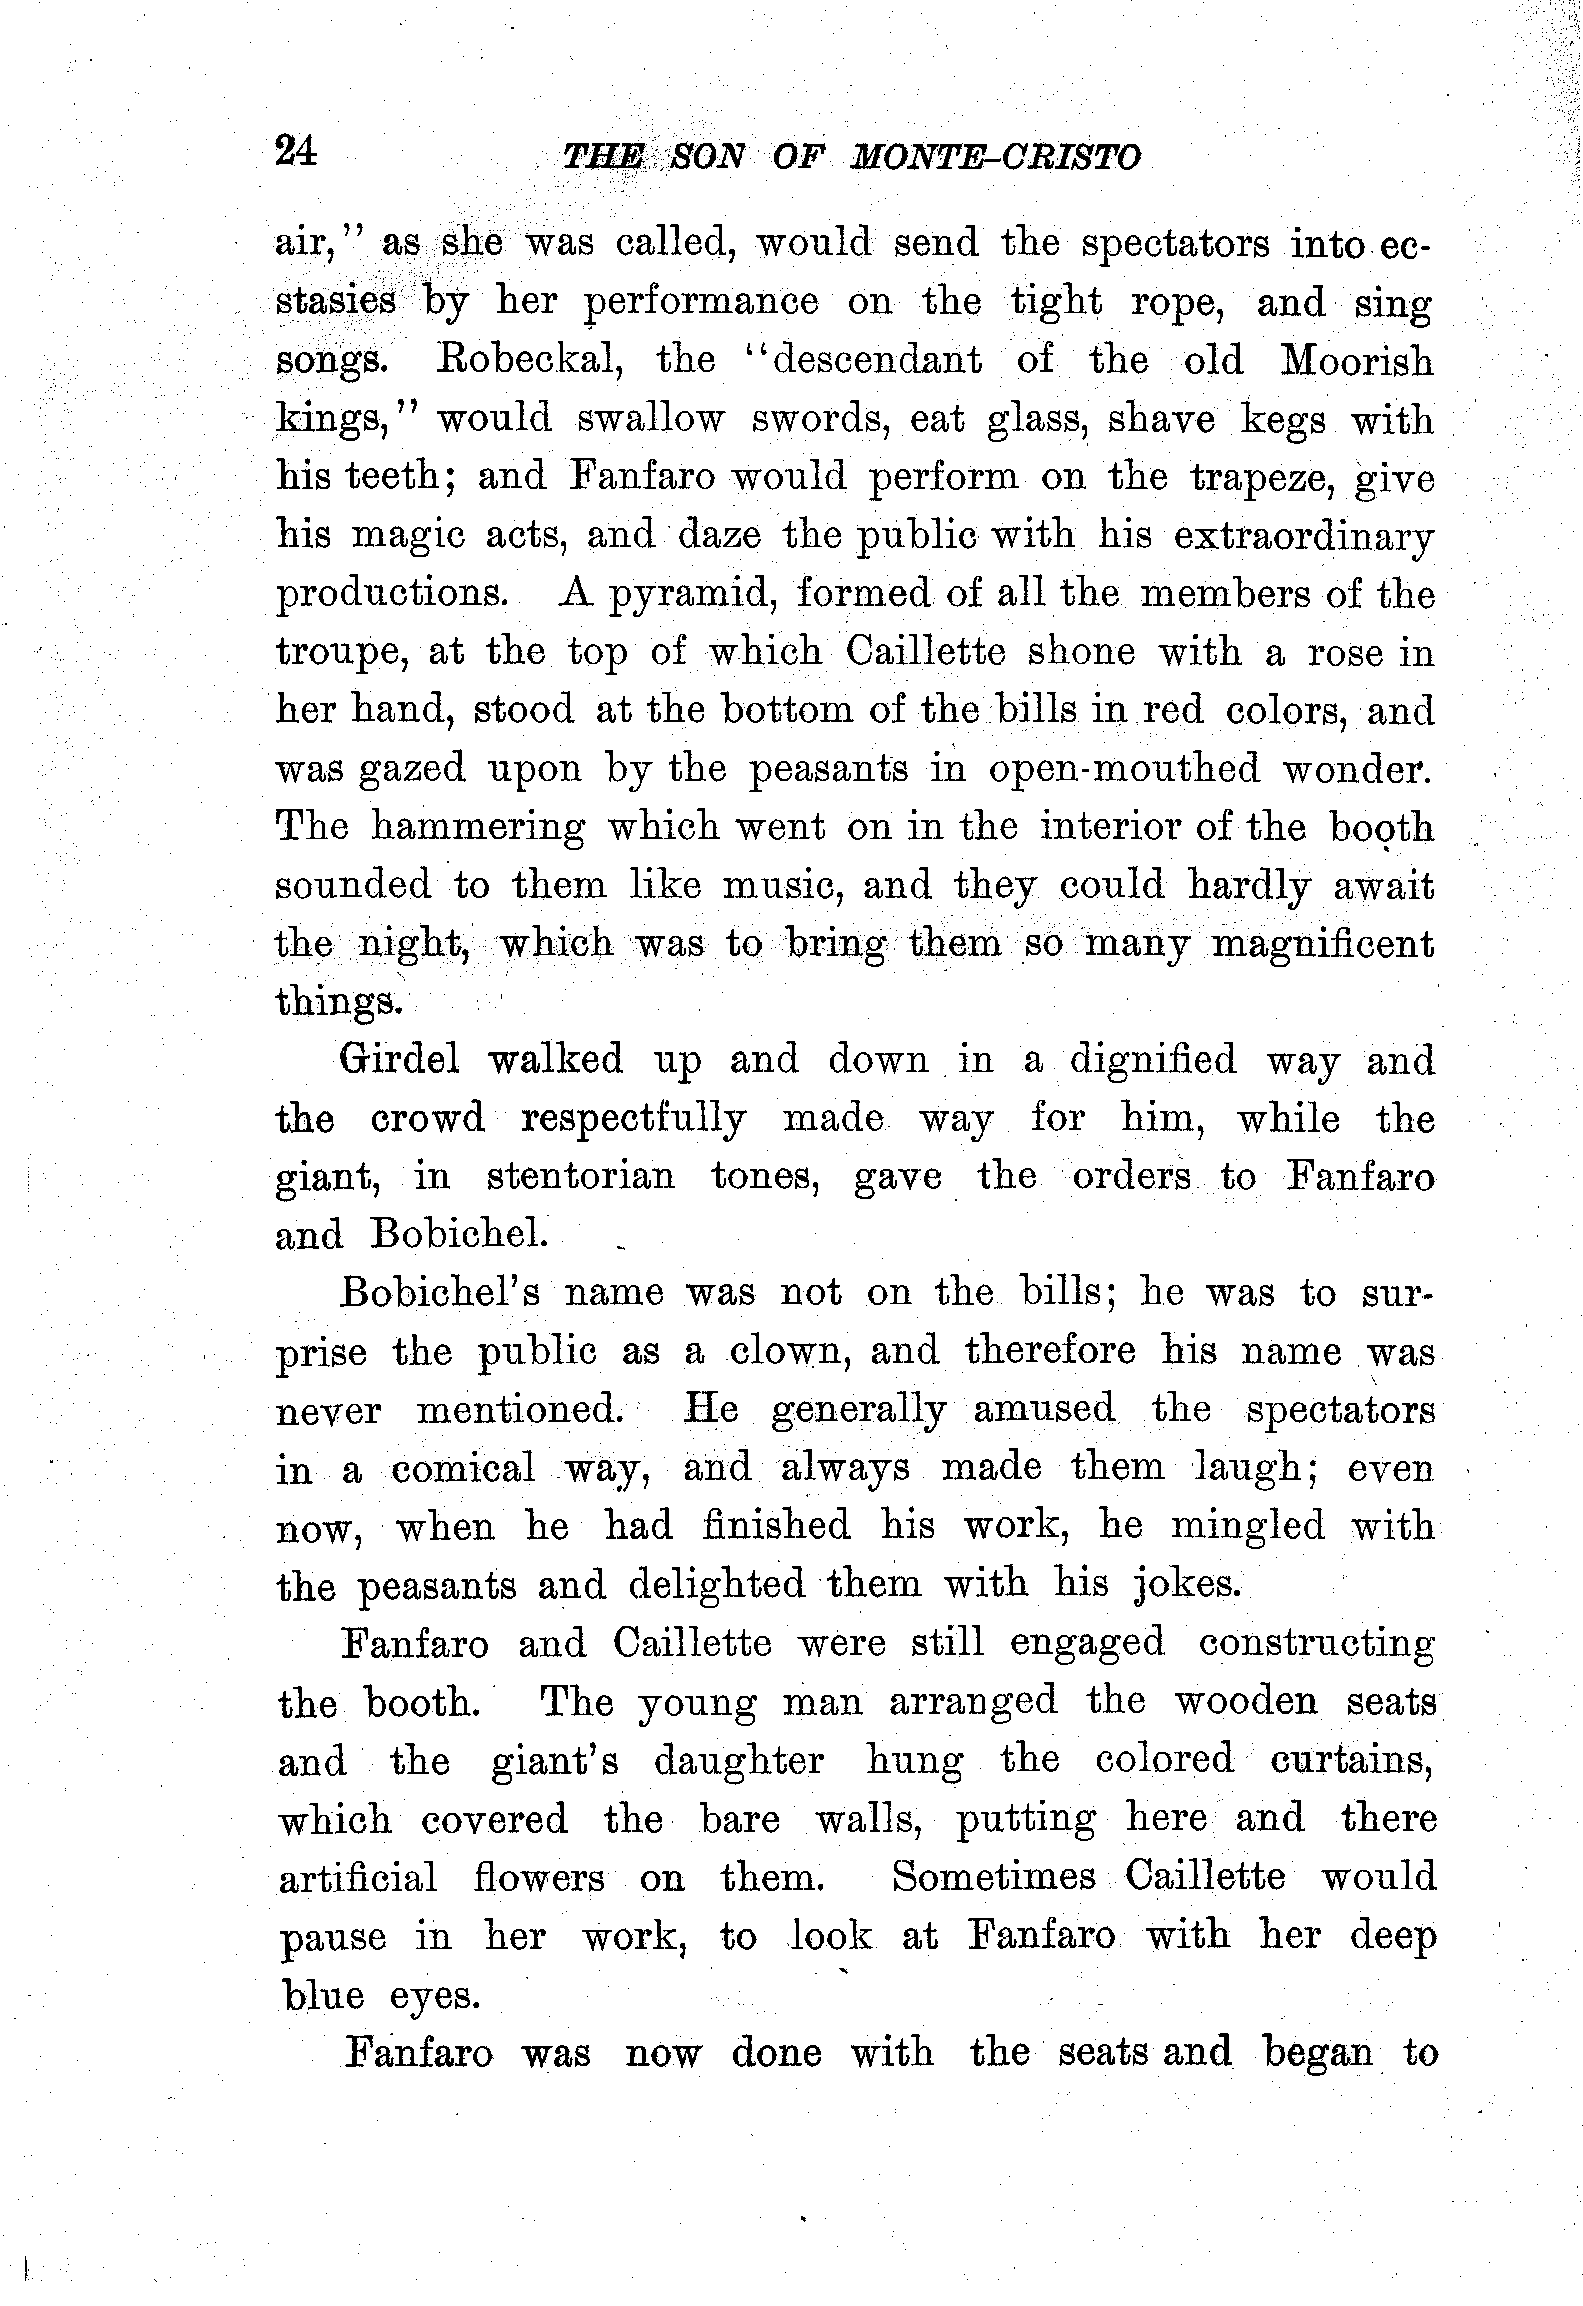 24 THE SON OF MONTE-CRISTO
air," as she was called, would send the spectators into ec-
stasies by her performance on the tight rope, and sing
songs. Robeckal, the "descendant of the old Moorish
kings," would swallow swords, eat glass, shave kegs with
his teeth; and Fanfaro would perform on the trapeze, give
his magic acts, and daze the public with his extraordinary
productions. A pyramid, formed of all the members of the
troupe, at the top of which Caillette shone with a rose in
her hand, stood at the bottom of the bills in red colors, and
was gazed upon by the peasants in open-mouthed wonder.
The hammering which went on in the interior of the booth
sounded to them like music, and they could hardly await
the night, which was to bring them so many magnificent
things.
Girdel walked up and down in a dignified way and
the crowd respectfully made way for him, while the
giant, in stentorian tones, gave the orders to Fanfaro
and Bobichel.
Bobichel's name was not on the bills; he was to sur-
prise the public as a clown, and therefore his name was
never mentioned. He generally amused the spectators
in a comical way, and always made them laugh; even
now, when he had finished his work, he mingled with
the peasants and delighted them with his jokes.
Fanfaro and Caillette were still engaged constructing
the booth. The young man arranged the wooden seats
and the giant's daughter hung the colored curtains,
which covered the bare walls, putting here and there
artificial flowers on them. Sometimes Caillette would
pause in her work, to look at Fanfaro with her deep
blue eyes.
Fanfaro was now done with the seats and began to